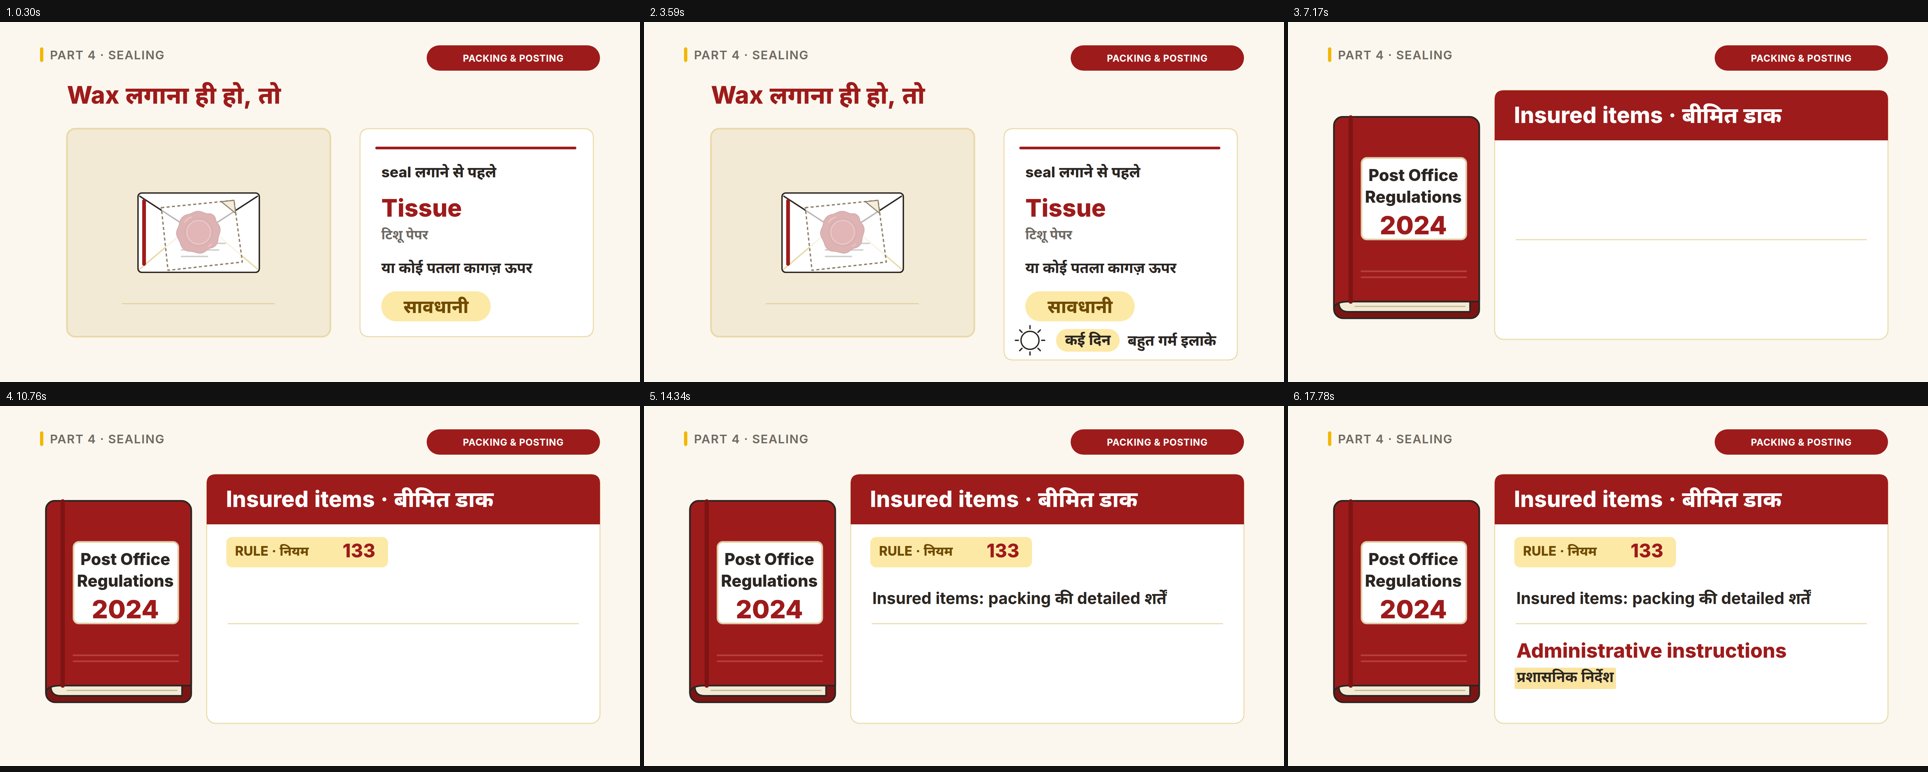 1. 0.30s
PART 4 · SEALING
PACKING & POSTING
Wax लगाना ही हो, तो
seal लगाने से पहले
Tissue
टिशू पेपर
या कोई पतला कागज़ ऊपर
सावधानी
2. 3.59s
PART 4 · SEALING
PACKING & POSTING
Wax लगाना ही हो, तो
seal लगाने से पहले
Tissue
टिशू पेपर
या कोई पतला कागज़ ऊपर
सावधानी
कई दिन बहुत गर्म इलाके
3. 7.17s
PART 4 · SEALING
PACKING & POSTING
Post Office
Regulations
2024
Insured items · बीमित डाक
4. 10.76s
PART 4 · SEALING
PACKING & POSTING
Post Office
Regulations
2024
Insured items · बीमित डाक
RULE · नियम 133
5. 14.34s
PART 4 · SEALING
PACKING & POSTING
Post Office
Regulations
2024
Insured items · बीमित डाक
RULE · नियम 133
Insured items: packing की detailed शर्तें
6. 17.78s
PART 4 · SEALING
PACKING & POSTING
Post Office
Regulations
2024
Insured items · बीमित डाक
RULE · नियम 133
Insured items: packing की detailed शर्तें
Administrative instructions
प्रशासनिक निर्देश